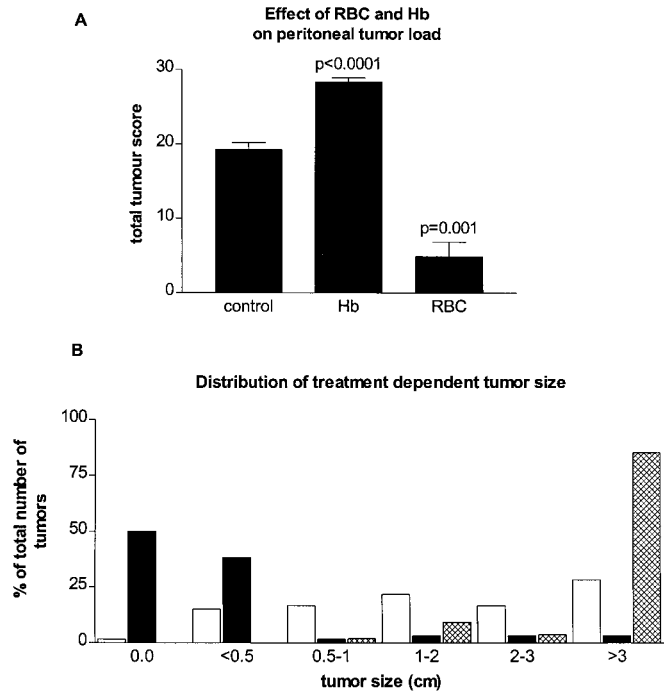 A
Effect of RBC and Hb
on peritoneal tumor load
total tumour score
30
20
10
0
p<0.0001
p=0.001
control
Hb
RBC
B
Distribution of treatment dependent tumor size
% of total number of
tumors
100
75
50
25
0
0.0
<0.5
0.5-1
1-2
2-3
>3
tumor size (cm)